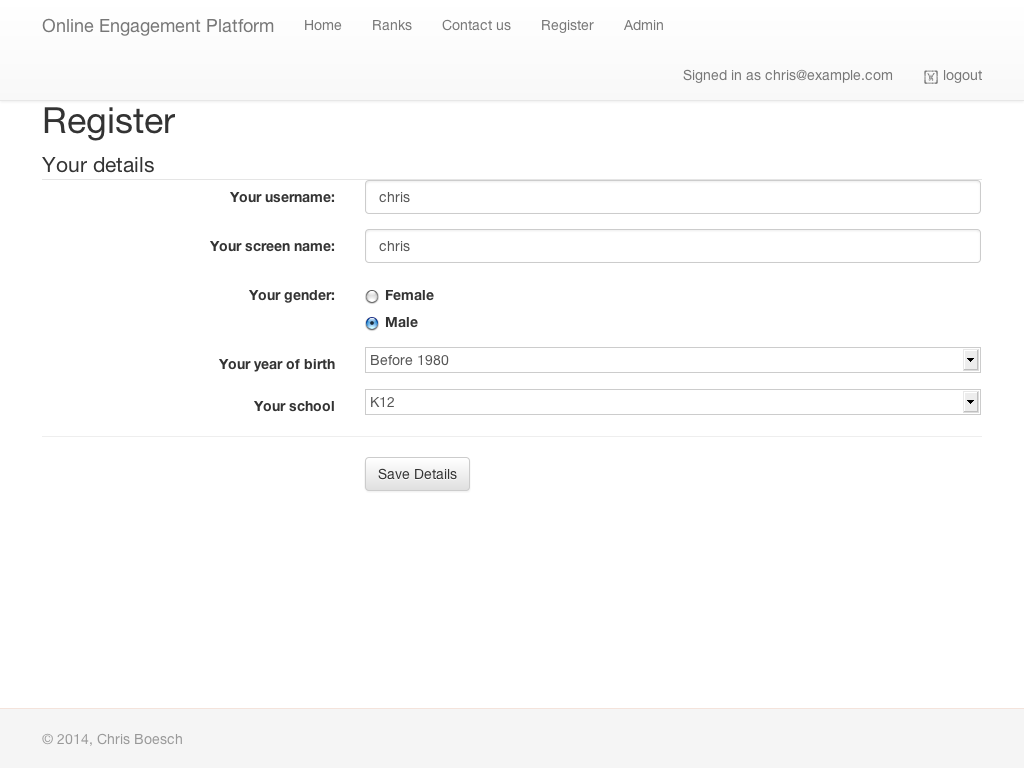 Online Engagement Platform Home Ranks Contact us Register Admin
Signed in as chris@example.com logout
Register
Your details
Your username: chris
Your screen name: chris
Your gender: Female
Male
Your year of birth Before 1980
Your school K12
Save Details
© 2014, Chris Boesch